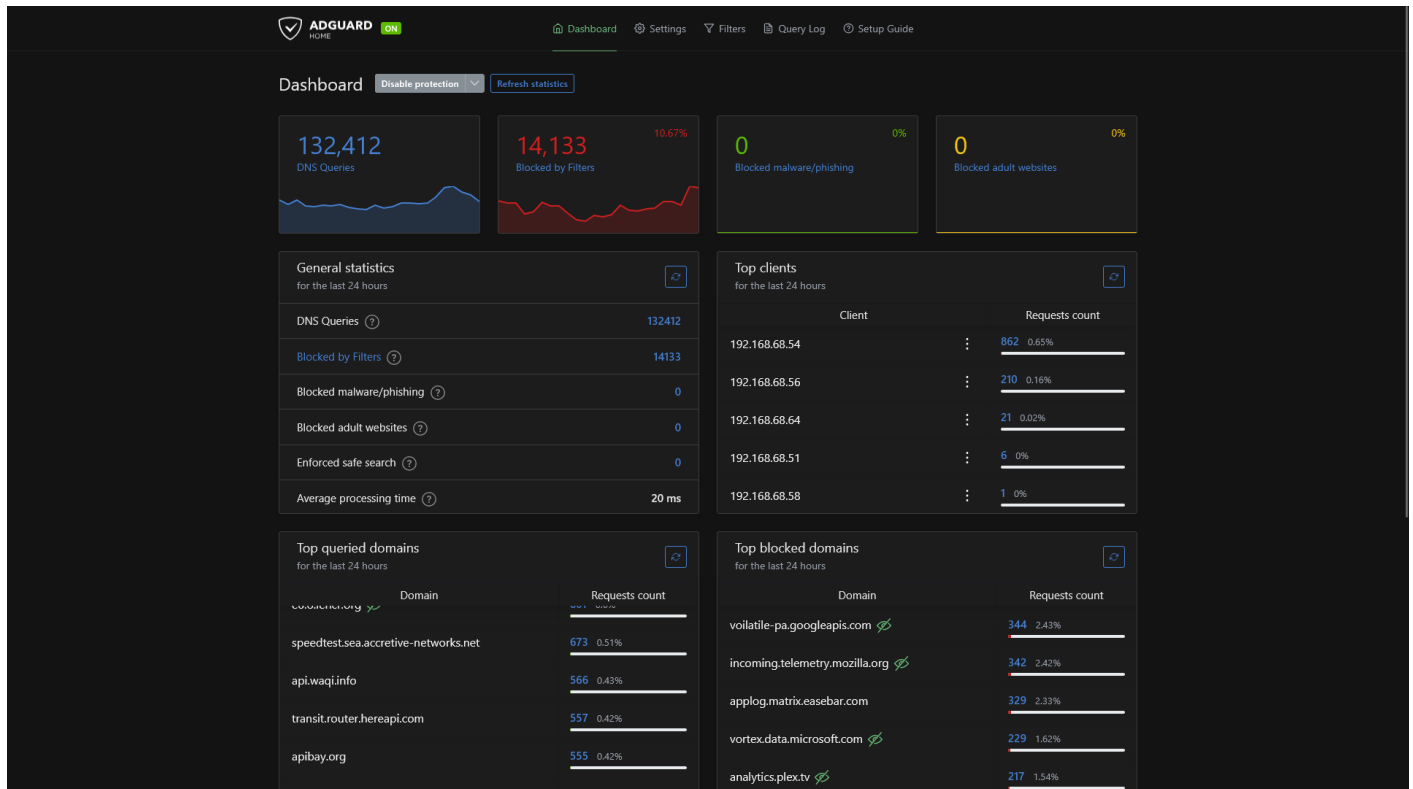 ADGUARD ON
HOME
Dashboard Settings Filters Query Log Setup Guide
Dashboard Disable protection Refresh statistics
132,412
DNS Queries
10.67%
14,133
Blocked by Filters
0%
0
Blocked malware/phishing
0%
0
Blocked adult websites
General statistics
for the last 24 hours
DNS Queries ? 132412
Blocked by Filters ? 14133
Blocked malware/phishing ? 0
Blocked adult websites ? 0
Enforced safe search ? 0
Average processing time ? 20 ms
Top clients
for the last 24 hours
Client Requests count
192.168.68.54 862 0.65%
192.168.68.56 210 0.16%
192.168.68.64 21 0.02%
192.168.68.51 6 0%
192.168.68.58 1 0%
Top queried domains
for the last 24 hours
Domain Requests count
speedtest.sea.accretive-networks.net 673 0.51%
api.waqi.info 566 0.43%
transit.router.hereapi.com 557 0.42%
apibay.org 555 0.42%
Top blocked domains
for the last 24 hours
Domain Requests count
voilatile-pa.googleapis.com 344 2.43%
incoming.telemetry.mozilla.org 342 2.42%
applog.matrix.easebar.com 329 2.33%
vortex.data.microsoft.com 229 1.62%
analytics.plex.tv 217 1.54%